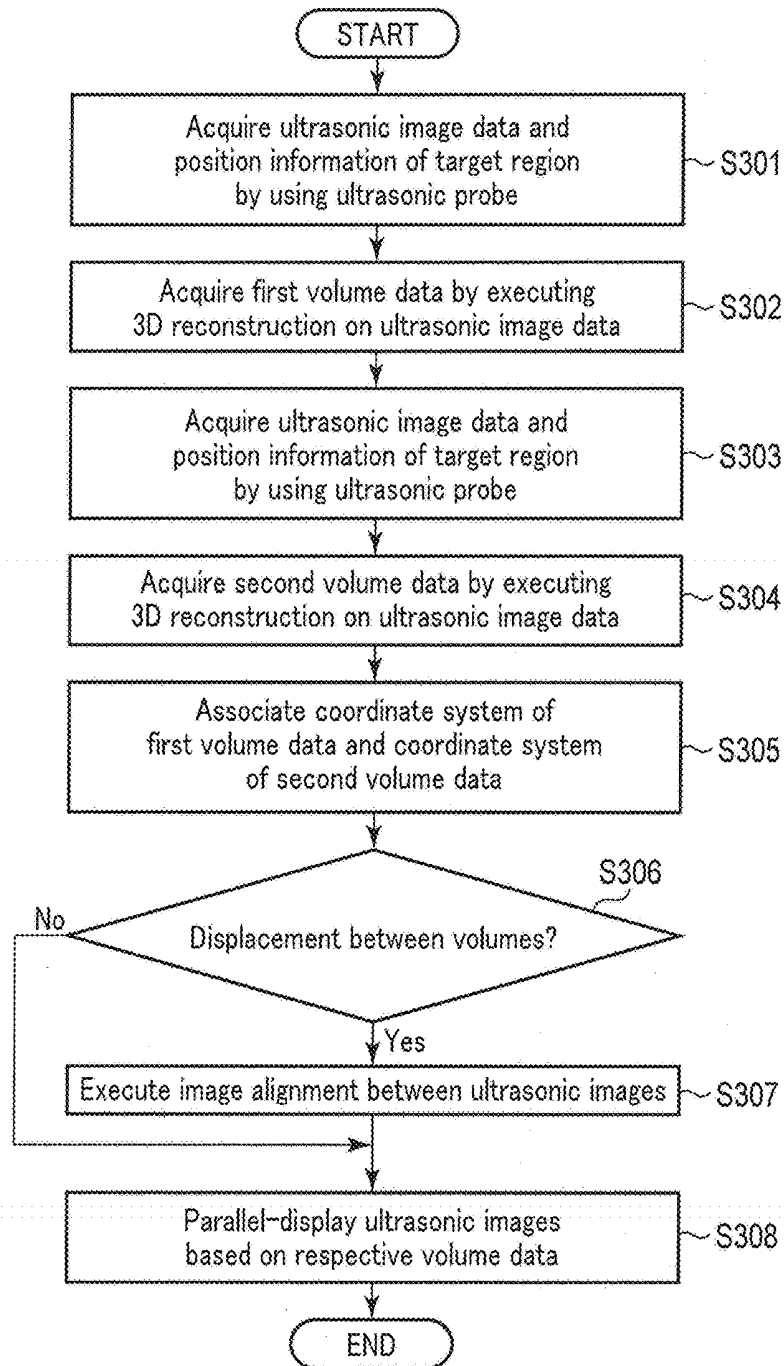 START
Acquire ultrasonic image data and
position information of target region
by using ultrasonic probe
S301
Acquire first volume data by executing
3D reconstruction on ultrasonic image data
S302
Acquire ultrasonic image data and
position information of target region
by using ultrasonic probe
S303
Acquire second volume data by executing
3D reconstruction on ultrasonic image data
S304
Associate coordinate system of
first volume data and coordinate system
of second volume data
S305
S306
No
Displacement between volumes?
Yes
Execute image alignment between ultrasonic images
S307
Parallel-display ultrasonic images
based on respective volume data
S308
END